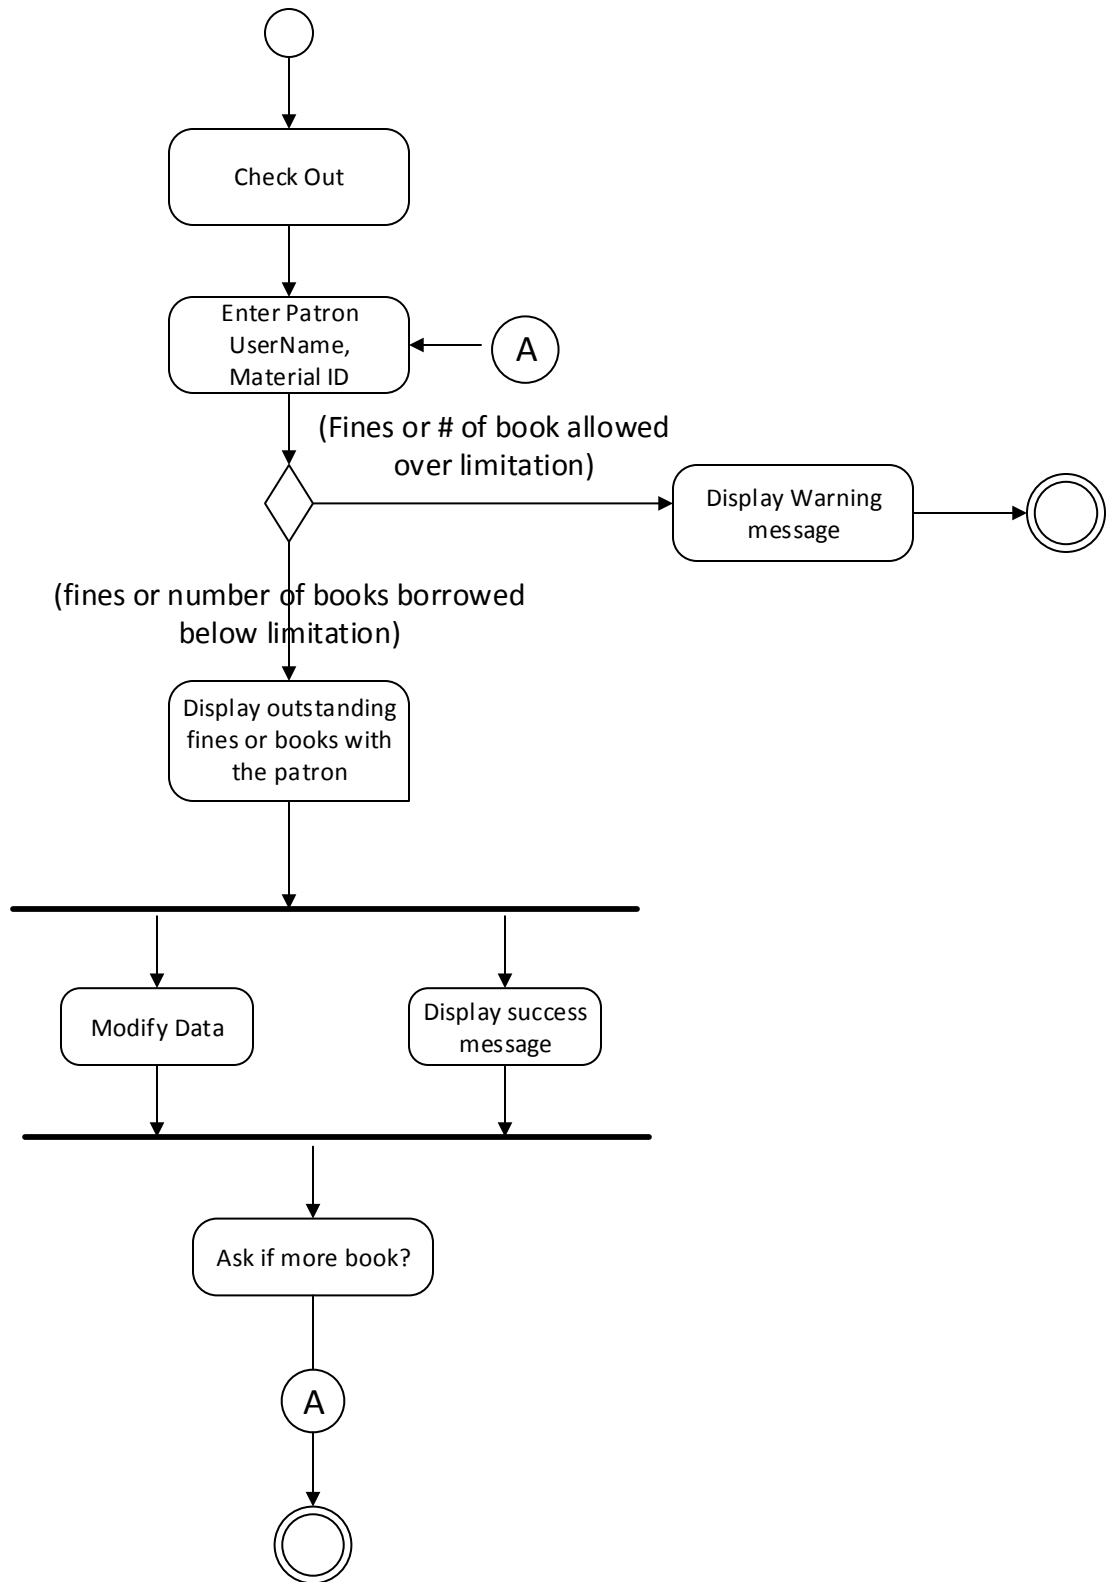 Check Out
Enter Patron
UserName,
Material ID
A
(Fines or # of book allowed
over limitation)
Display Warning
message
(fines or number of books borrowed
below limitation)
Display outstanding
fines or books with
the patron
Modify Data
Display success
message
Ask if more book?
A